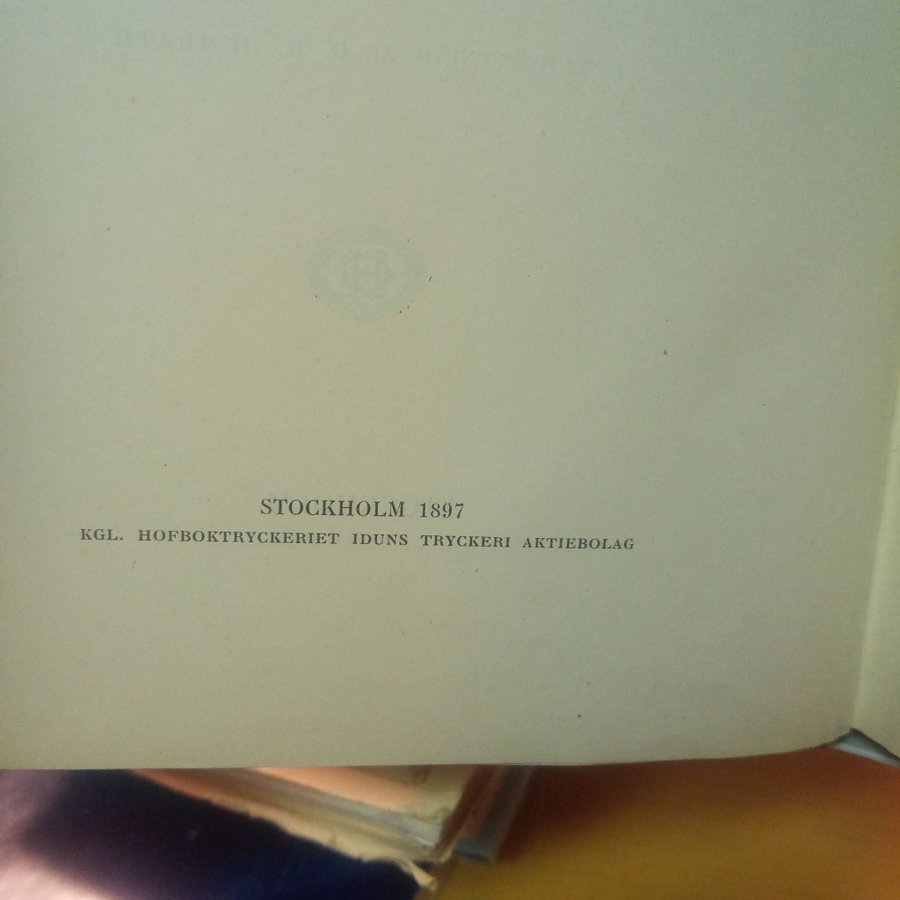 STOCKHOLM 1897
KGL. HOFBOKTRYCKERIET IDUNS TRYCKERI AKTIEBOLAG